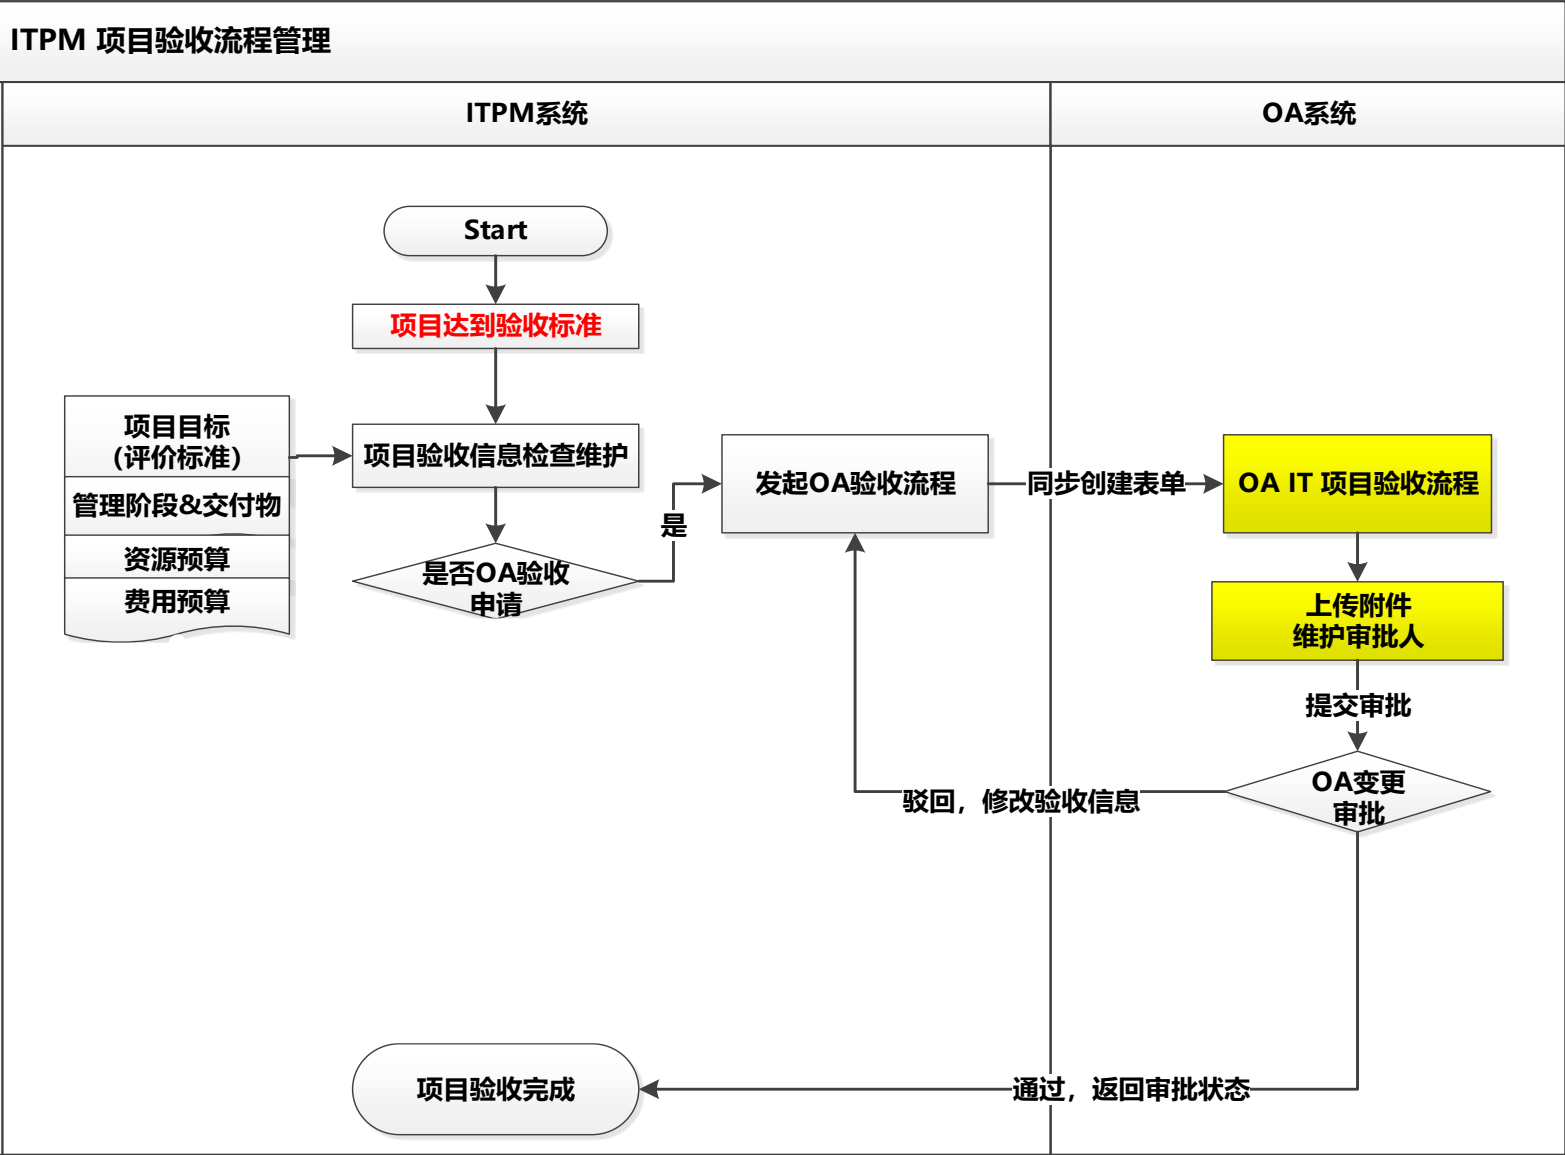 ITPM 项目验收流程管理
ITPM系统
OA系统
Start
项目达到验收标准
项目目标
(评价标准)
管理阶段&交付物
资源预算
费用预算
项目验收信息检查维护
是否OA验收
申请
是
发起OA验收流程
同步创建表单
OA IT 项目验收流程
上传附件
维护审批人
提交审批
OA变更
审批
驳回，修改验收信息
通过，返回审批状态
项目验收完成